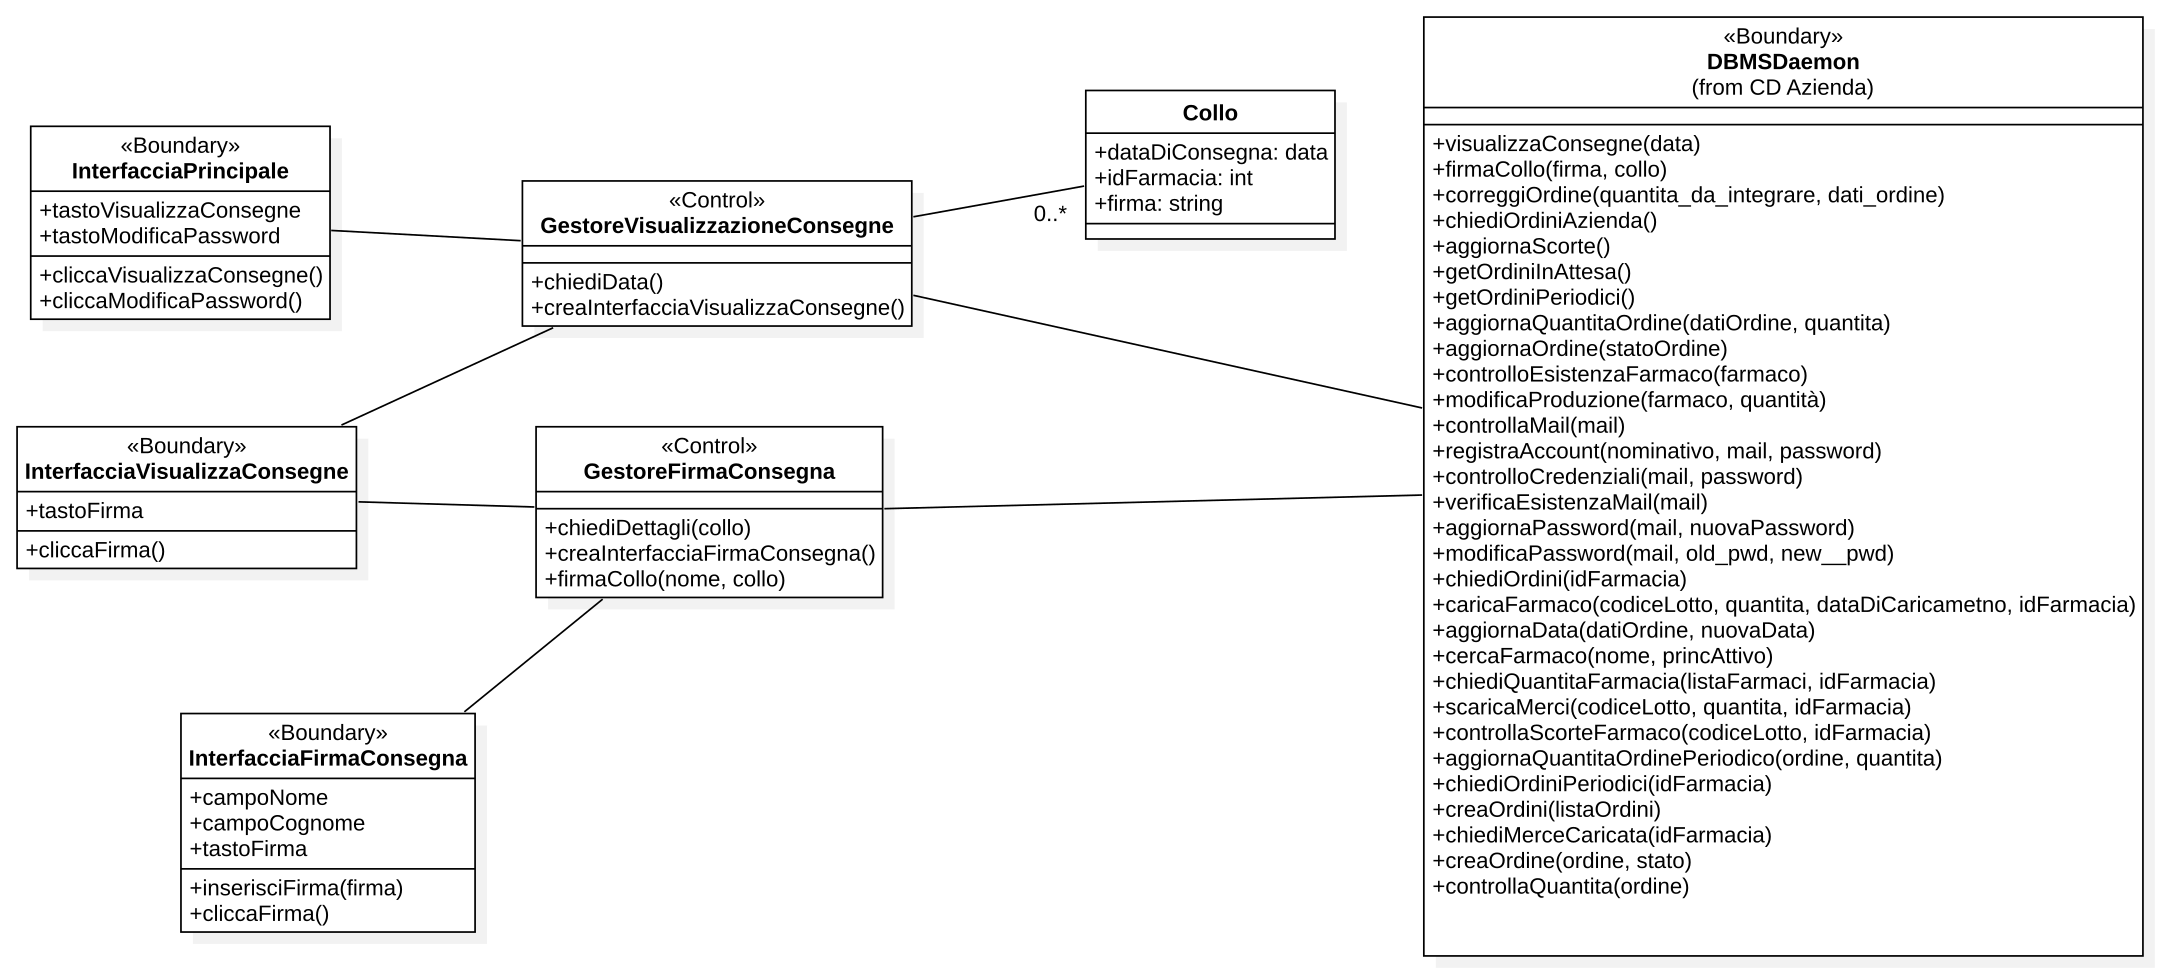 «Boundary»
InterfacciaPrincipale
+tastoVisualizzaConsegne
+tastoModificaPassword
+cliccaVisualizzaConsegne()
+cliccaModificaPassword()
«Control»
GestoreVisualizzazioneConsegne
+chiediData()
+creaInterfacciaVisualizzaConsegne()
Collo
+dataDiConsegna: data
+idFarmacia: int
+firma: string
0..*
«Boundary»
InterfacciaVisualizzaConsegne
+tastoFirma
+cliccaFirma()
«Control»
GestoreFirmaConsegna
+chiediDettagli(collo)
+creaInterfacciaFirmaConsegna()
+firmaCollo(nome, collo)
«Boundary»
InterfacciaFirmaConsegna
+campoNome
+campoCognome
+tastoFirma
+inserisciFirma(firma)
+cliccaFirma()
«Boundary»
DBMSDaemon
(from CD Azienda)
+visualizzaConsegne(data)
+firmaCollo(firma, collo)
+correggiOrdine(quantita_da_integrare, dati_ordine)
+chiediOrdiniAzienda()
+aggiornaScorte()
+getOrdiniInAttesa()
+getOrdiniPeriodici()
+aggiornaQuantitaOrdine(datiOrdine, quantita)
+aggiornaOrdine(statoOrdine)
+controlloEsistenzaFarmaco(farmaco)
+modificaProduzione(farmaco, quantità)
+controllaMail(mail)
+registraAccount(nominativo, mail, password)
+controlloCredenziali(mail, password)
+verificaEsistenzaMail(mail)
+aggiornaPassword(mail, nuovaPassword)
+modificaPassword(mail, old_pwd, new__pwd)
+chiediOrdini(idFarmacia)
+caricaFarmaco(codiceLotto, quantita, dataDiCaricametno, idFarmacia)
+aggiornaData(datiOrdine, nuovaData)
+cercaFarmaco(nome, princAttivo)
+chiediQuantitaFarmacia(listaFarmaci, idFarmacia)
+scaricaMerci(codiceLotto, quantita, idFarmacia)
+controllaScorteFarmaco(codiceLotto, idFarmacia)
+aggiornaQuantitaOrdinePeriodico(ordine, quantita)
+chiediOrdiniPeriodici(idFarmacia)
+creaOrdini(listaOrdini)
+chiediMerceCaricata(idFarmacia)
+creaOrdine(ordine, stato)
+controllaQuantita(ordine)